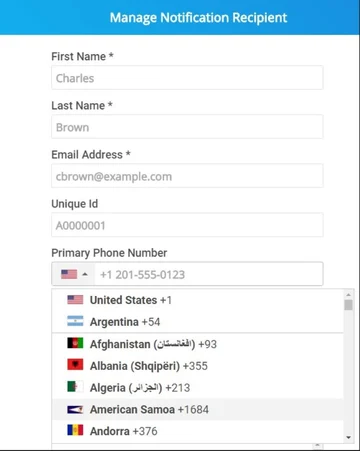 Manage Notification Recipient
First Name *
Charles
Last Name *
Brown
Email Address *
cbrown@example.com
Unique Id
A0000001
Primary Phone Number
+1 201-555-0123
United States +1
Argentina +54
Afghanistan (‫افغانستان‬‎) +93
Albania (Shqipëri) +355
Algeria (‫الجزائر‬‎) +213
American Samoa +1684
Andorra +376